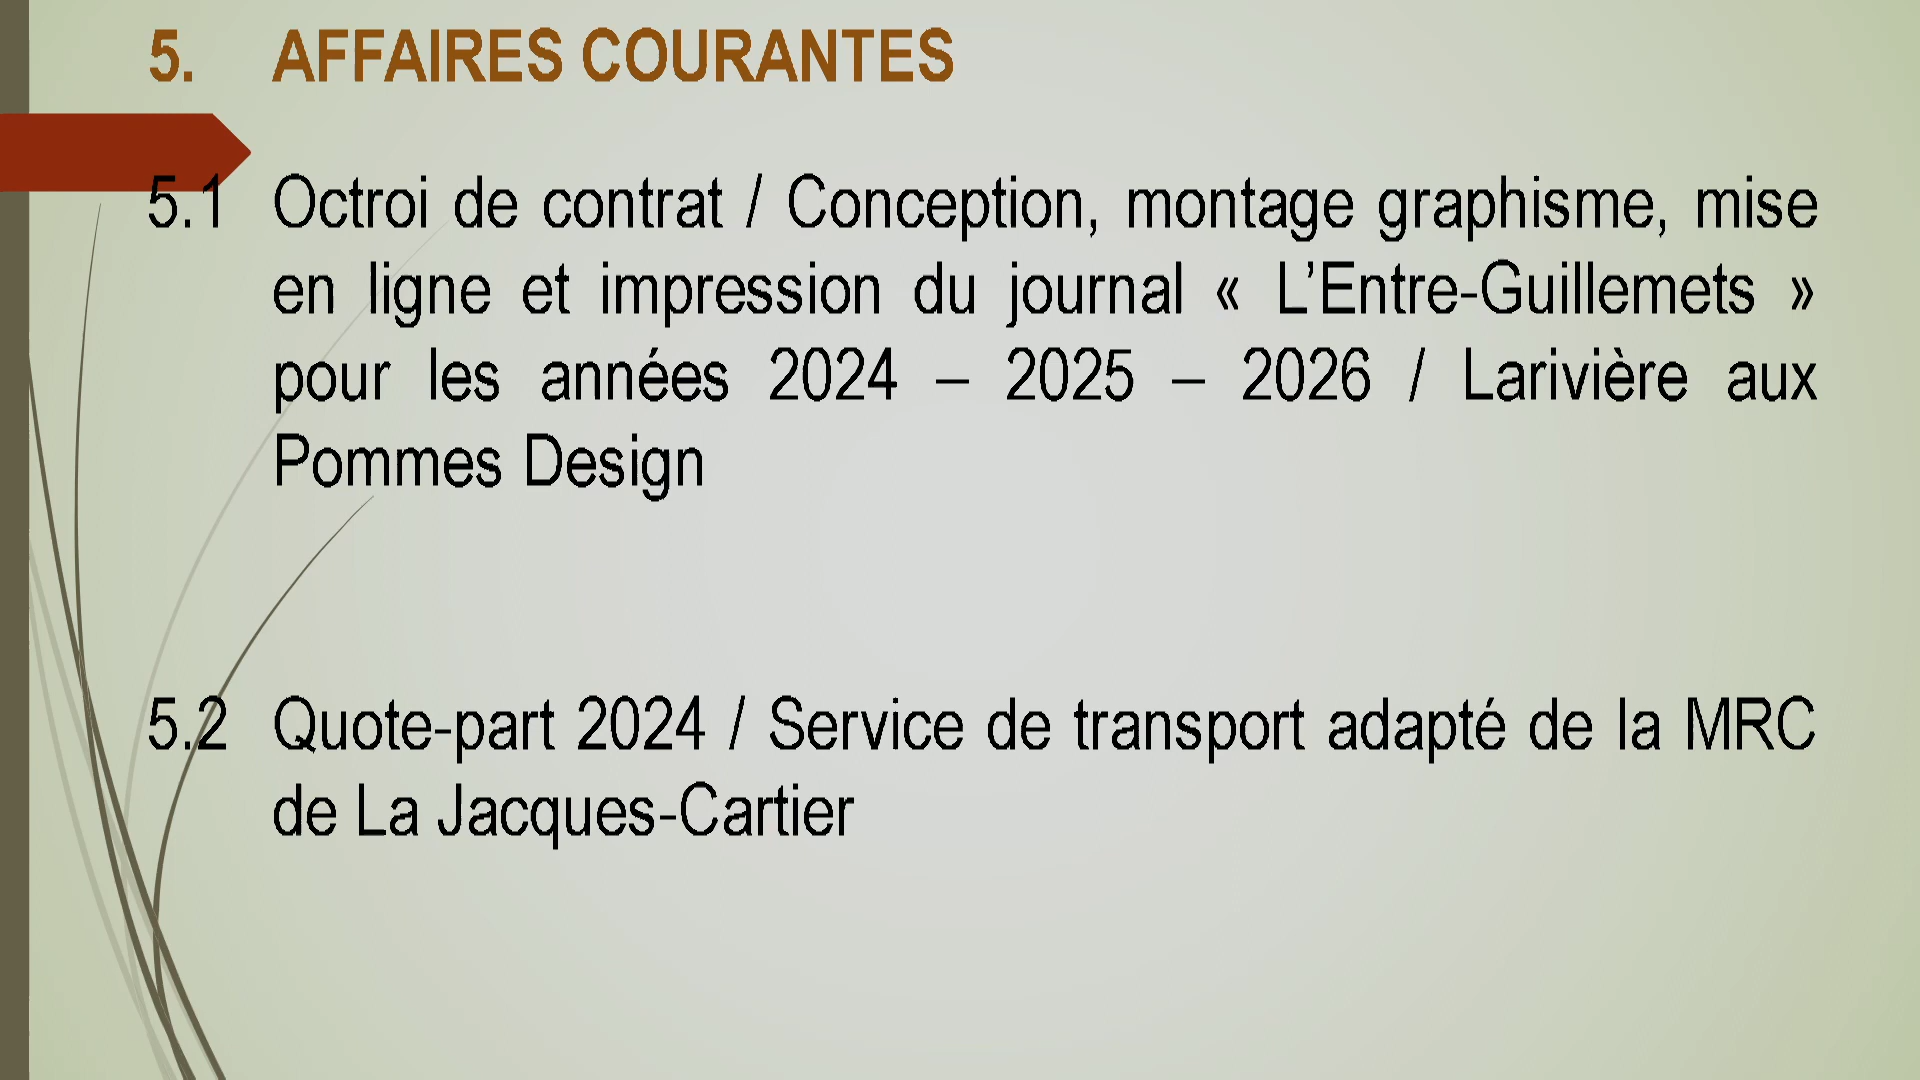 5. AFFAIRES COURANTES
5.1 Octroi de contrat / Conception, montage graphisme, mise
en ligne et impression du journal « L’Entre-Guillemets »
pour les années 2024 – 2025 – 2026 / Larivière aux
Pommes Design
5.2 Quote-part 2024 / Service de transport adapté de la MRC
de La Jacques-Cartier